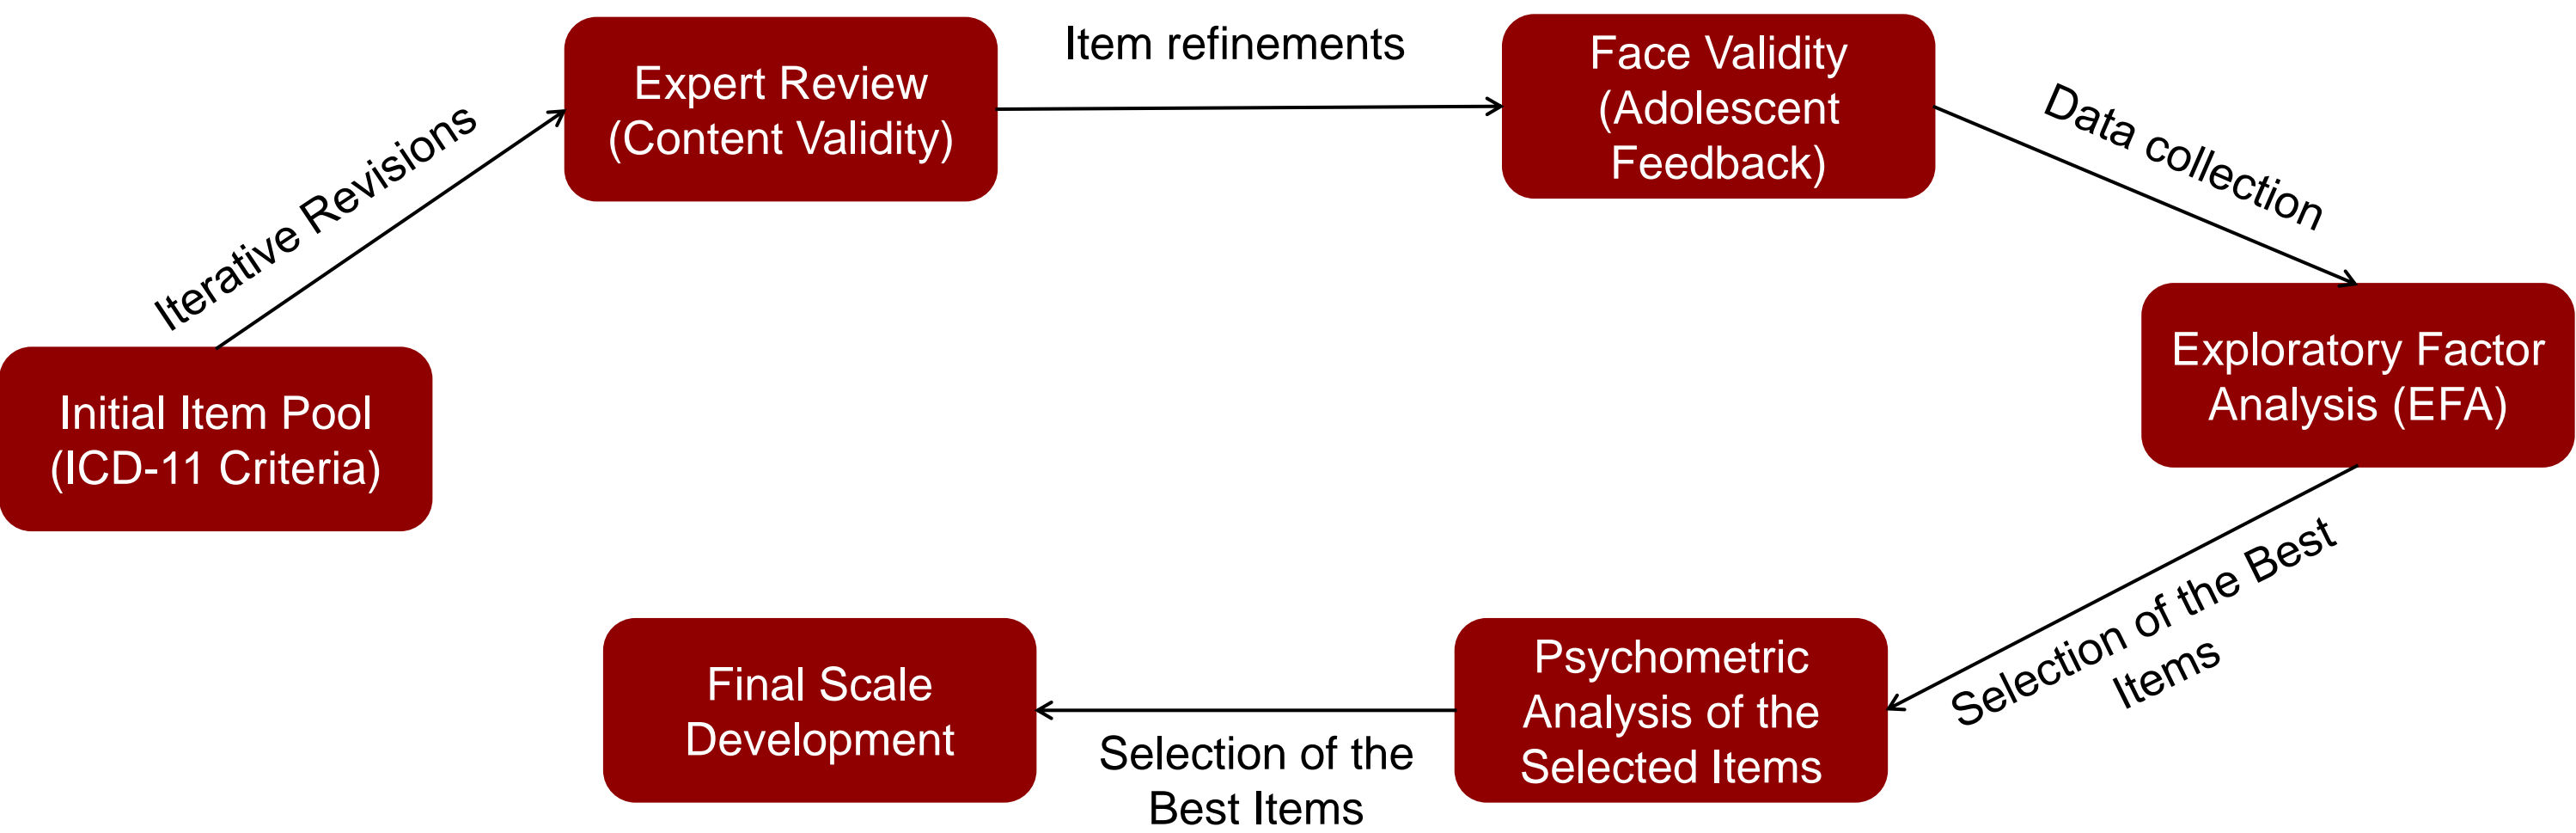 Initial Item Pool
(ICD-11 Criteria)
Iterative Revisions
Expert Review
(Content Validity)
Item refinements
Face Validity
(Adolescent
Feedback)
Data collection
Exploratory Factor
Analysis (EFA)
Selection of the Best
Items
Psychometric
Analysis of the
Selected Items
Selection of the
Best Items
Final Scale
Development